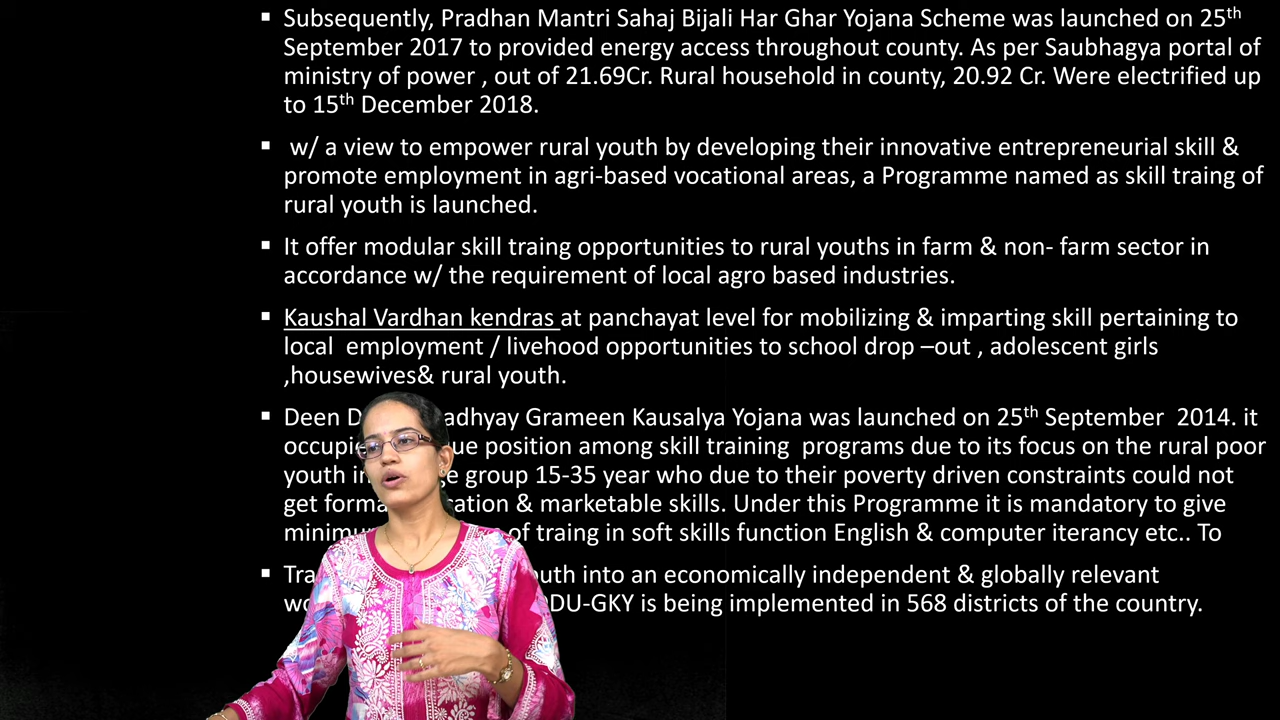 ▪ Subsequently, Pradhan Mantri Sahaj Bijali Har Ghar Yojana Scheme was launched on 25th
September 2017 to provided energy access throughout county. As per Saubhagya portal of
ministry of power , out of 21.69Cr. Rural household in county, 20.92 Cr. Were electrified up
to 15th December 2018.
▪ w/ a view to empower rural youth by developing their innovative entrepreneurial skill &
promote employment in agri-based vocational areas, a Programme named as skill traing of
rural youth is launched.
▪ It offer modular skill traing opportunities to rural youths in farm & non- farm sector in
accordance w/ the requirement of local agro based industries.
▪ Kaushal Vardhan kendras at panchayat level for mobilizing & imparting skill pertaining to
local employment / livehood opportunities to school drop –out , adolescent girls
,housewives& rural youth.
▪ Deen Grameen Kausalya Yojana was launched on 25th September 2014. it
position among skill training programs due to its focus on the rural poor
youth group 15-35 year who due to their poverty driven constraints could not
get & marketable skills. Under this Programme it is mandatory to give
of traing in soft skills function English & computer iterancy etc.. To
▪ into an economically independent & globally relevant
DU-GKY is being implemented in 568 districts of the country.